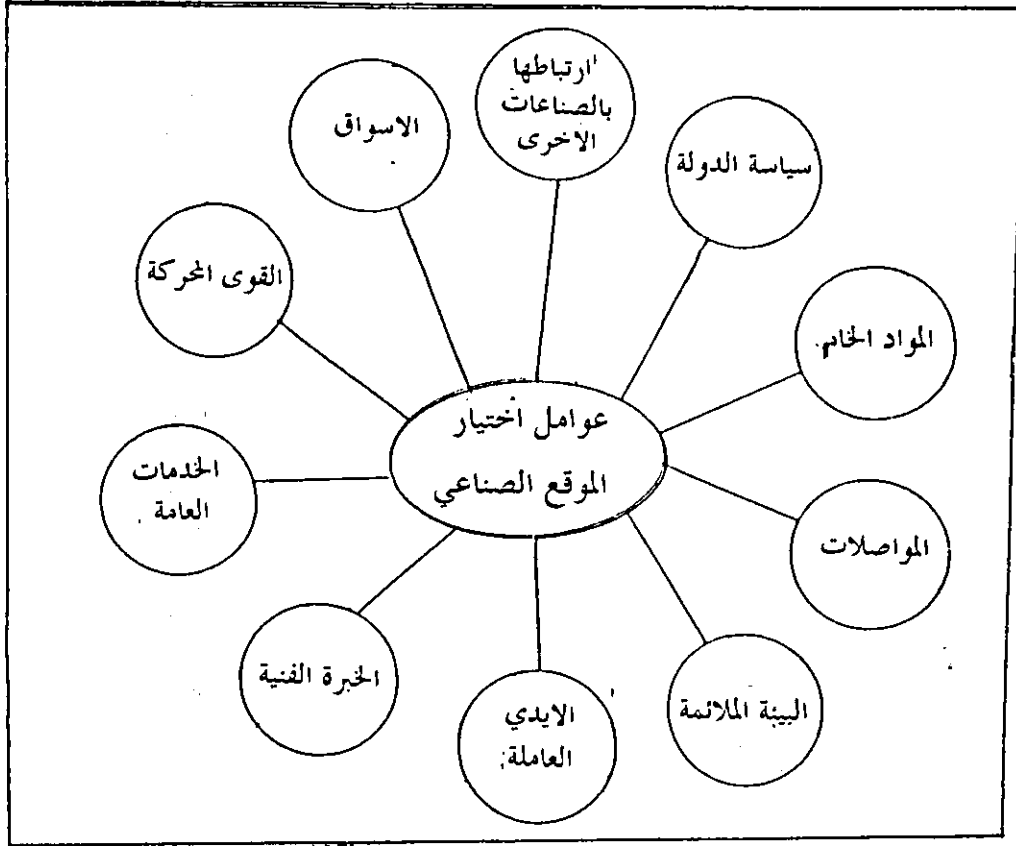 ارتباطها
بالصناعات
الاخرى
سياسة الدولة
المواد الخام
المواصلات
البيئة الملائمة
الايدي
العاملة
الخبرة الفنية
الخدمات
العامة
القوى المحركة
الاسواق
عوامل اختيار
الموقع الصناعي